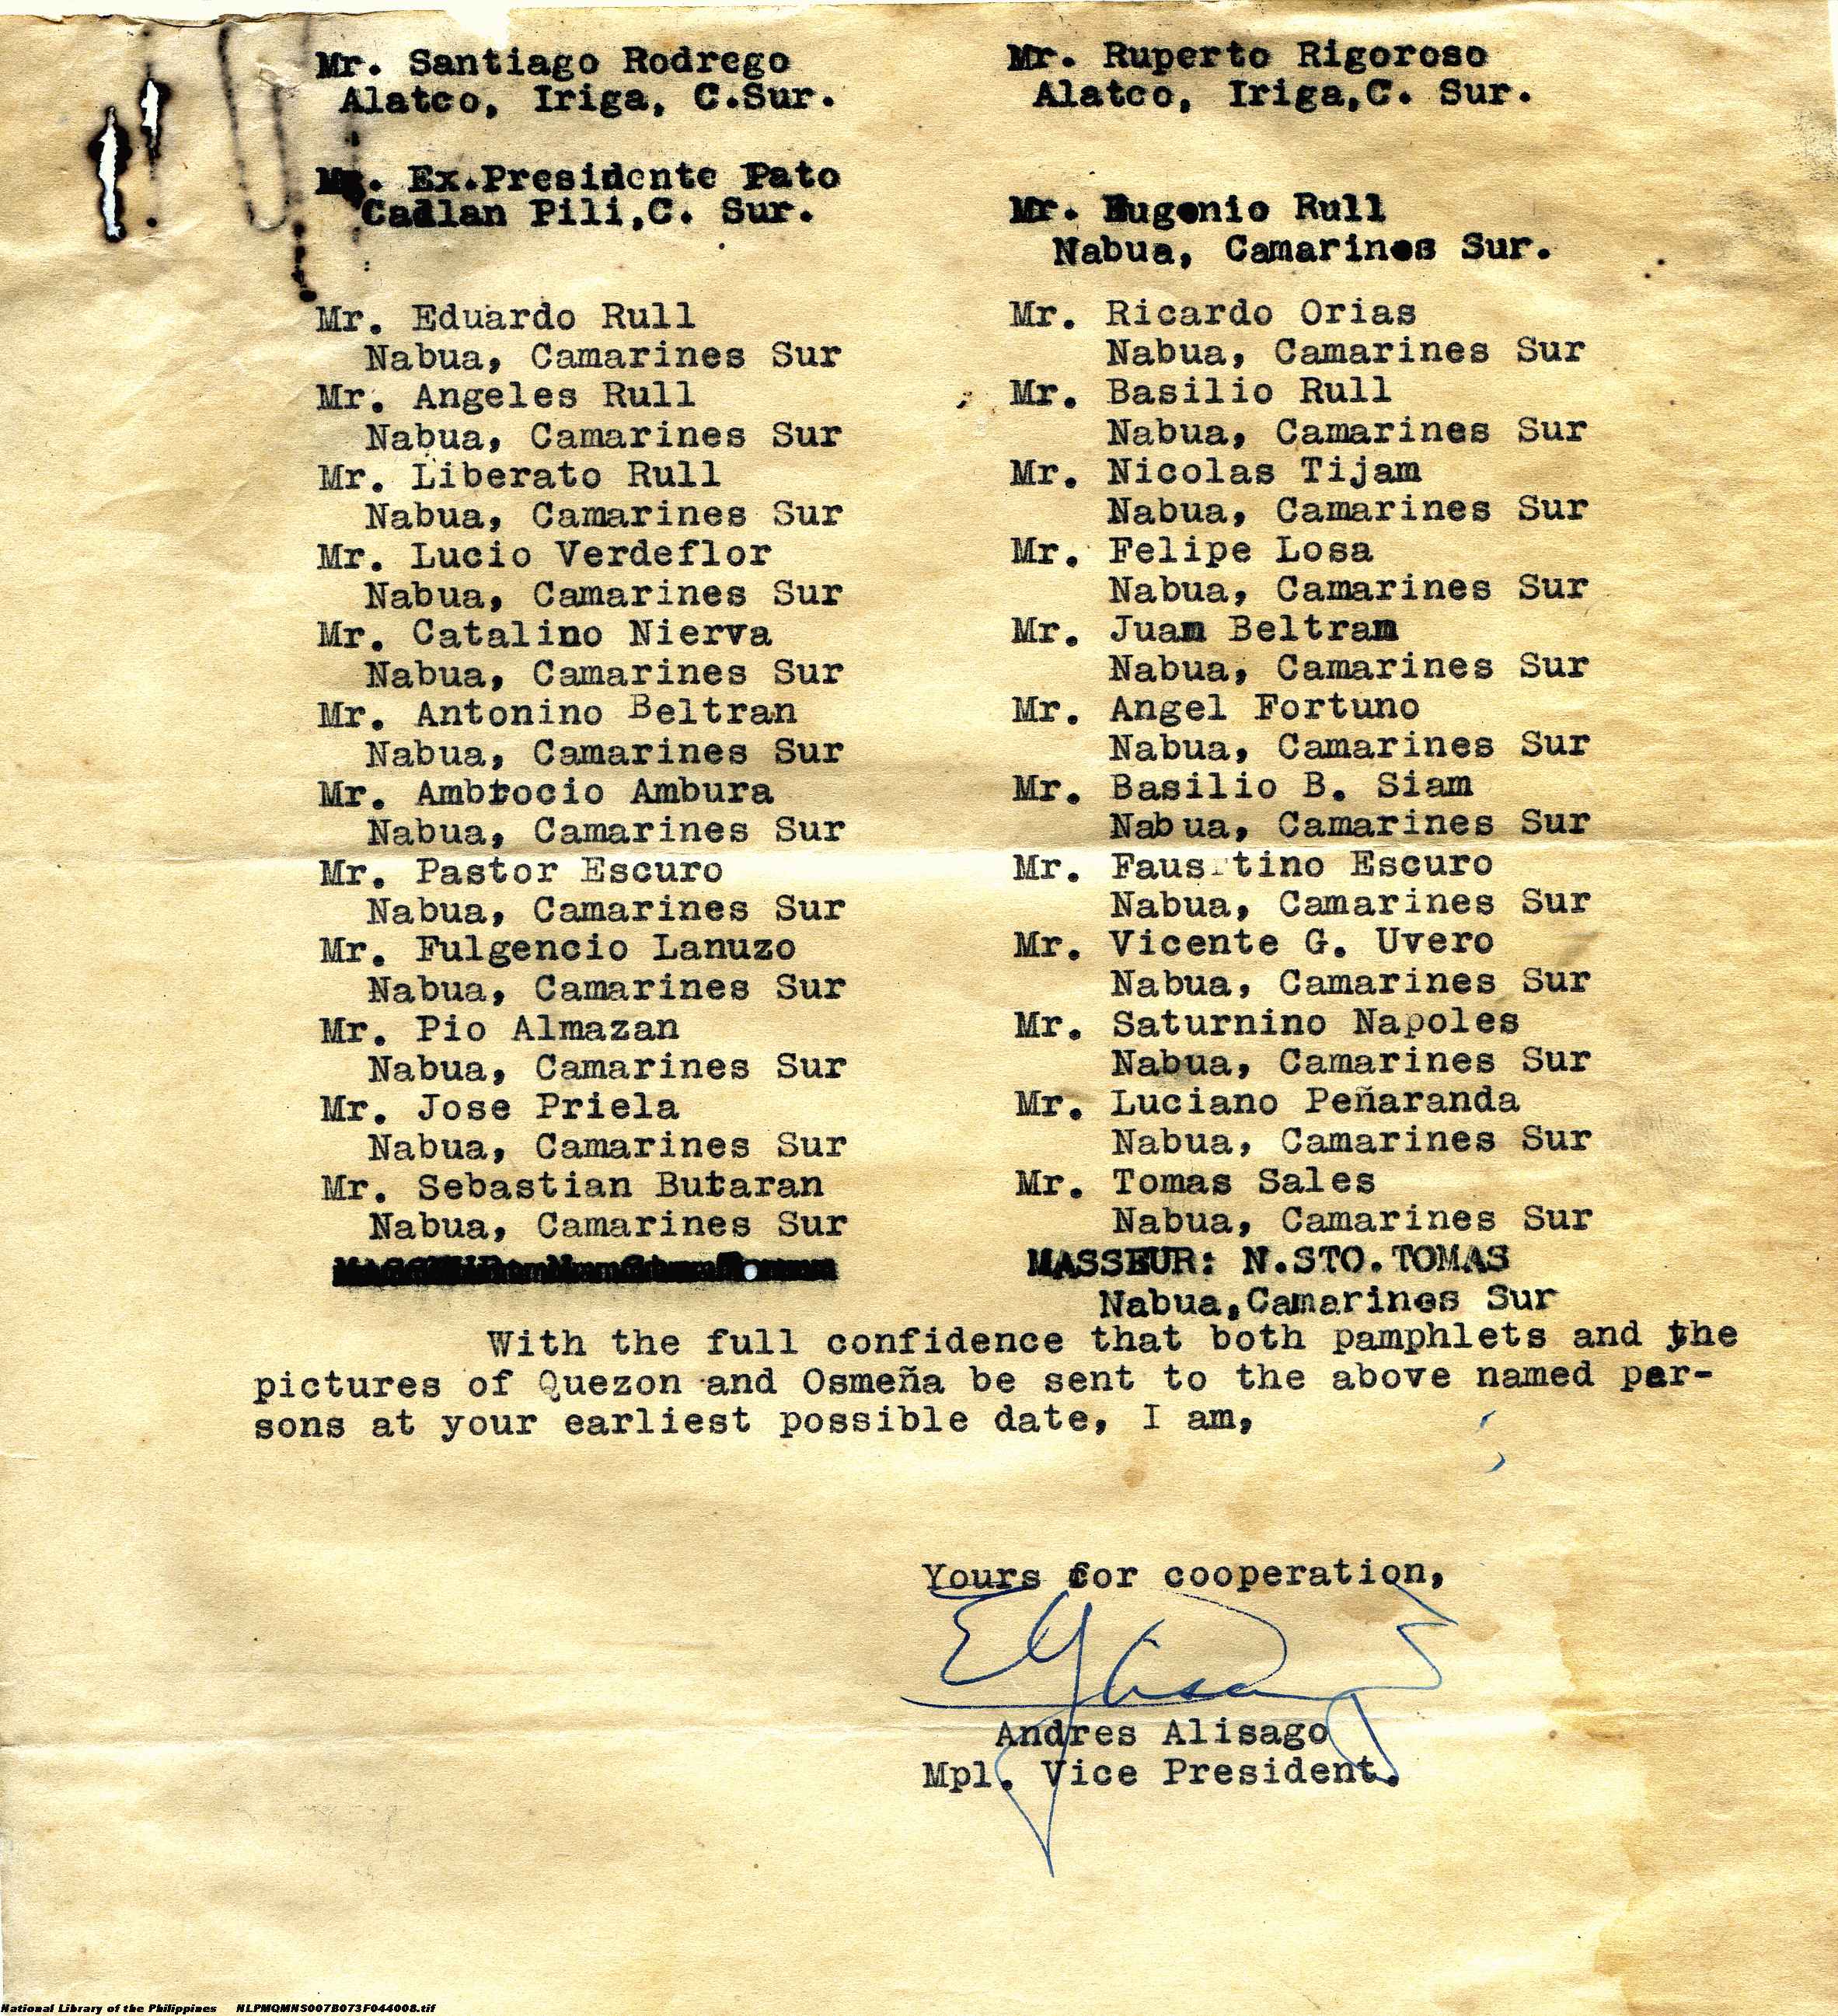 Mr. Santiago Rodrego
Alatco, Iriga, C.Sur.
Mr. Ex.Presidente Pato
Cadlan Pili,C. Sur.
Mr. Eduardo Rull
Nabua, Camarines Sur
Mr. Angeles Rull
Nabua, Camarines Sur
Mr. Liberato Rull
Nabua, Camarines Sur
Mr. Lucio Verdeflor
Nabua, Camarines Sur
Mr. Catalino Nierva
Nabua, Camarines Sur
Mr. Antonino Beltran
Nabua, Camarines Sur
Mr. Ambrocio Ambura
Nabua, Camarines Sur
Mr. Pastor Escuro
Nabua, Camarines Sur
Mr. Fulgencio Lanuzo
Nabua, Camarines Sur
Mr. Pio Almazan
Nabua, Camarines Sur
Mr. Jose Priela
Nabua, Camarines Sur
Mr. Sebastian Butaran
Nabua, Camarines Sur
Mr. Ruperto Rigoroso
Alatco, Iriga,C. Sur.
Mr. Eugenio Rull
Nabua, Camarines Sur.
Mr. Ricardo Orias
Nabua, Camarines Sur
Mr. Basilio Rull
Nabua, Camarines Sur
Mr. Nicolas Tijam
Nabua, Camarines Sur
Mr. Felipe Losa
Nabua, Camarines Sur
Mr. Juan Beltran
Nabua, Camarines Sur
Mr. Angel Fortuno
Nabua, Camarines Sur
Mr. Basilio B. Siam
Nabua, Camarines Sur
Mr. Faustino Escuro
Nabua, Camarines Sur
Mr. Vicente G. Uvero
Nabua, Camarines Sur
Mr. Saturnino Napoles
Nabua, Camarines Sur
Mr. Luciano Peñaranda
Nabua, Camarines Sur
Mr. Tomas Sales
Nabua, Camarines Sur
MASSEUR: N.STO.TOMAS
Nabua,Camarines Sur
With the full confidence that both pamphlets and the
pictures of Quezon and Osmeña be sent to the above named per-
sons at your earliest possible date, I am,
Yours for cooperation,
Andres Alisago
Mpl. Vice President.
National Library of the Philippines NLPMQMNS007B073F044008.tif